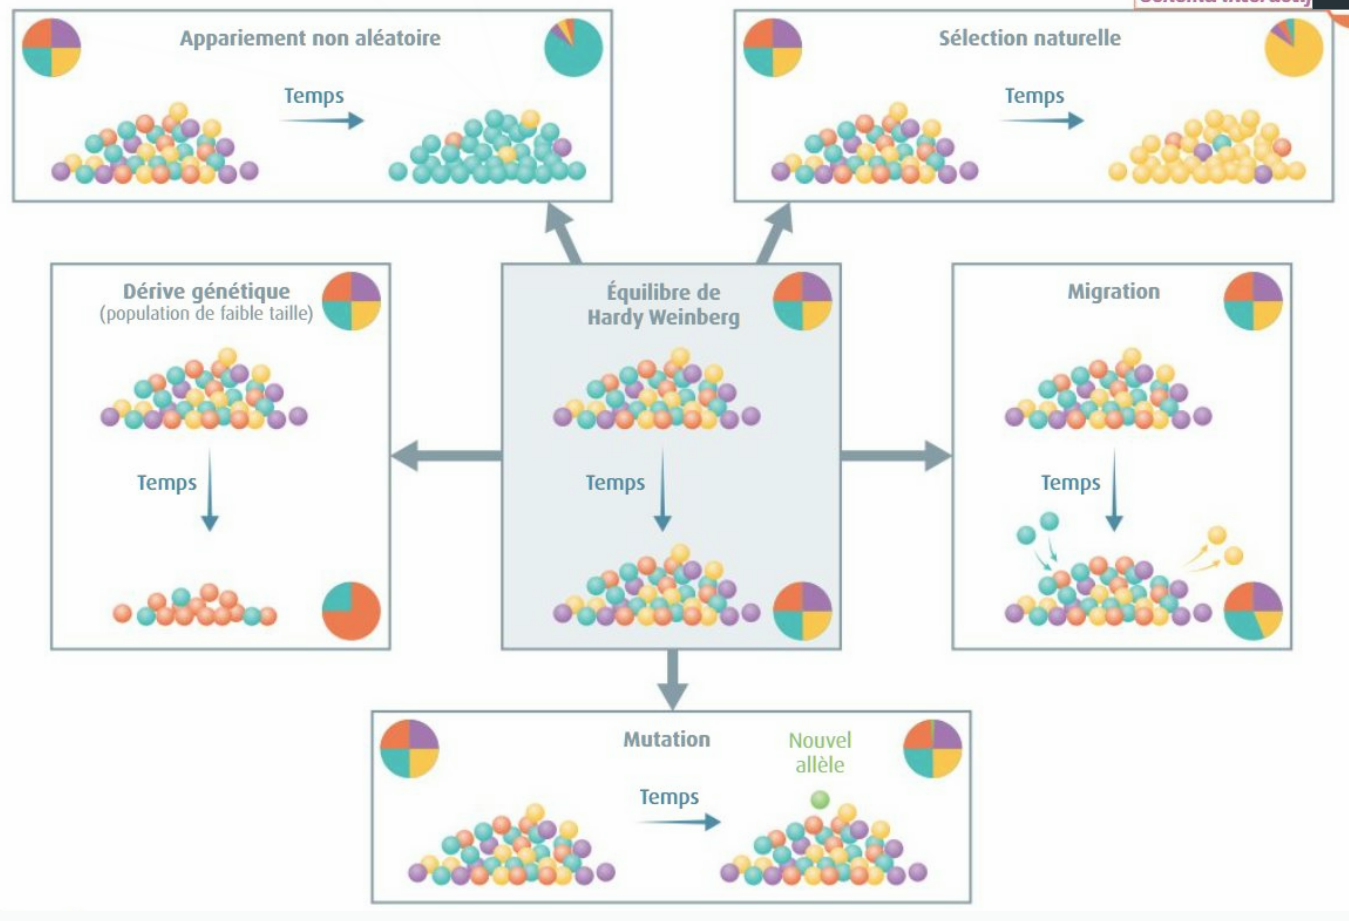 Schéma interactif
Appariement non aléatoire
Temps
Sélection naturelle
Temps
Dérive génétique
(population de faible taille)
Temps
Équilibre de
Hardy Weinberg
Temps
Migration
Temps
Mutation
Nouvel
allèle
Temps